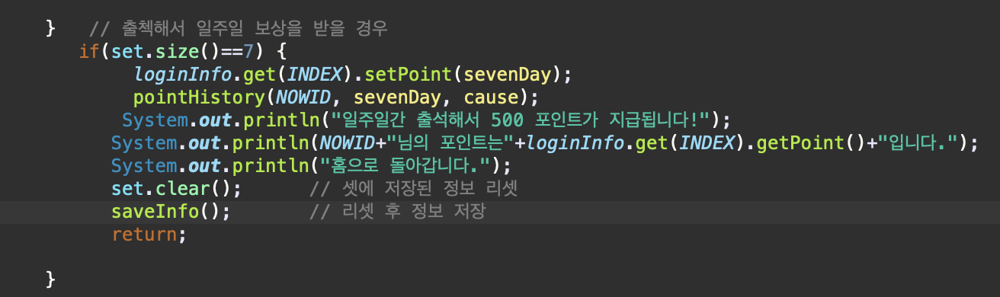 }   // 출첵해서 일주일 보상을 받을 경우
if(set.size()==7) {
loginInfo.get(INDEX).setPoint(sevenDay);
pointHistory(NOWID, sevenDay, cause);
System.out.println("일주일간 출석해서 500 포인트가 지급됩니다!");
System.out.println(NOWID+"님의 포인트는"+loginInfo.get(INDEX).getPoint()+"입니다.");
System.out.println("홈으로 돌아갑니다.");
set.clear();      // 셋에 저장된 정보 리셋
saveInfo();       // 리셋 후 정보 저장
return;
}